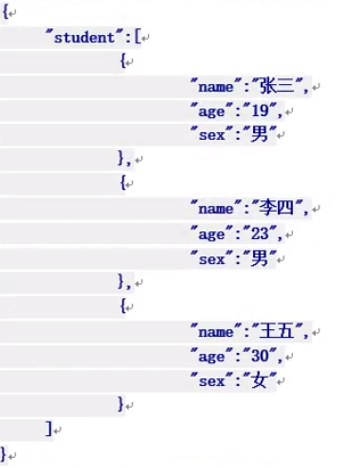 {
"student":[
{
"name":"张三",
"age":"19",
"sex":"男"
},
{
"name":"李四",
"age":"23",
"sex":"男"
},
{
"name":"王五",
"age":"30",
"sex":"女"
}
]
}